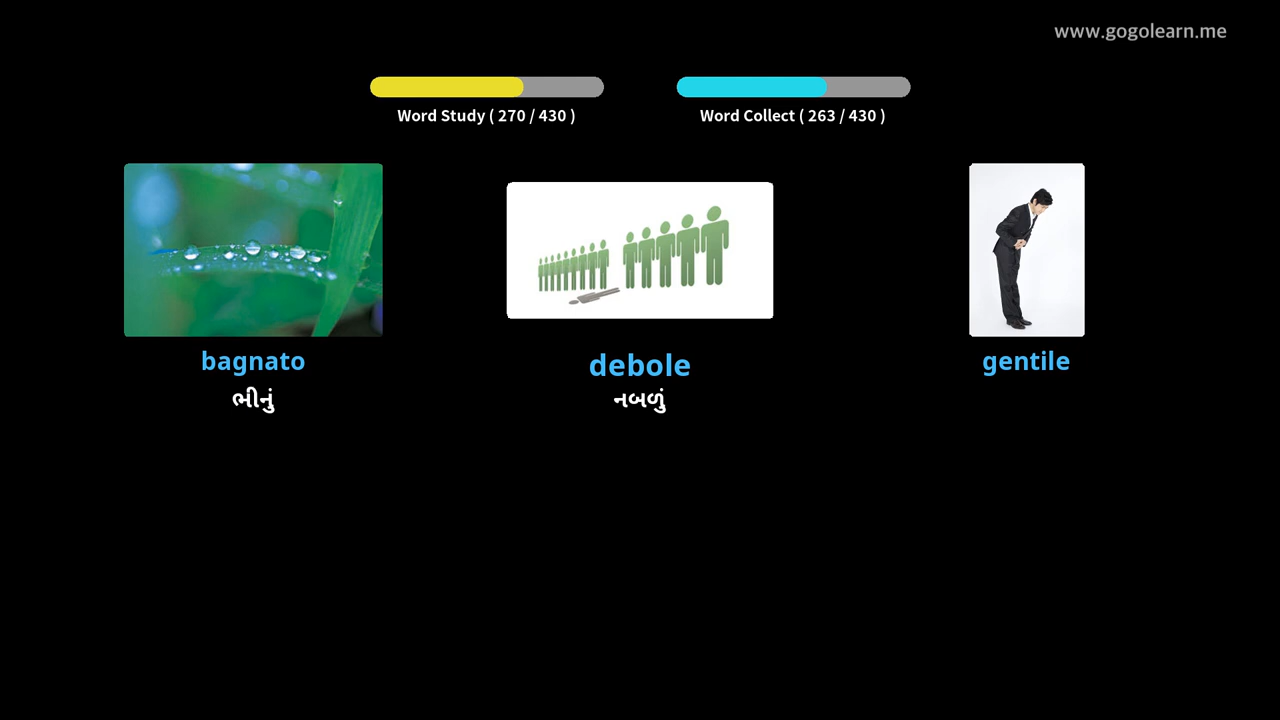 www.gogolearn.me
Word Study ( 270 / 430 )
Word Collect ( 263 / 430 )
bagnato
debole
gentile
ભીનું
નબળું